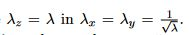 λ_z = λ in λ_x = λ_y = 1/√λ.